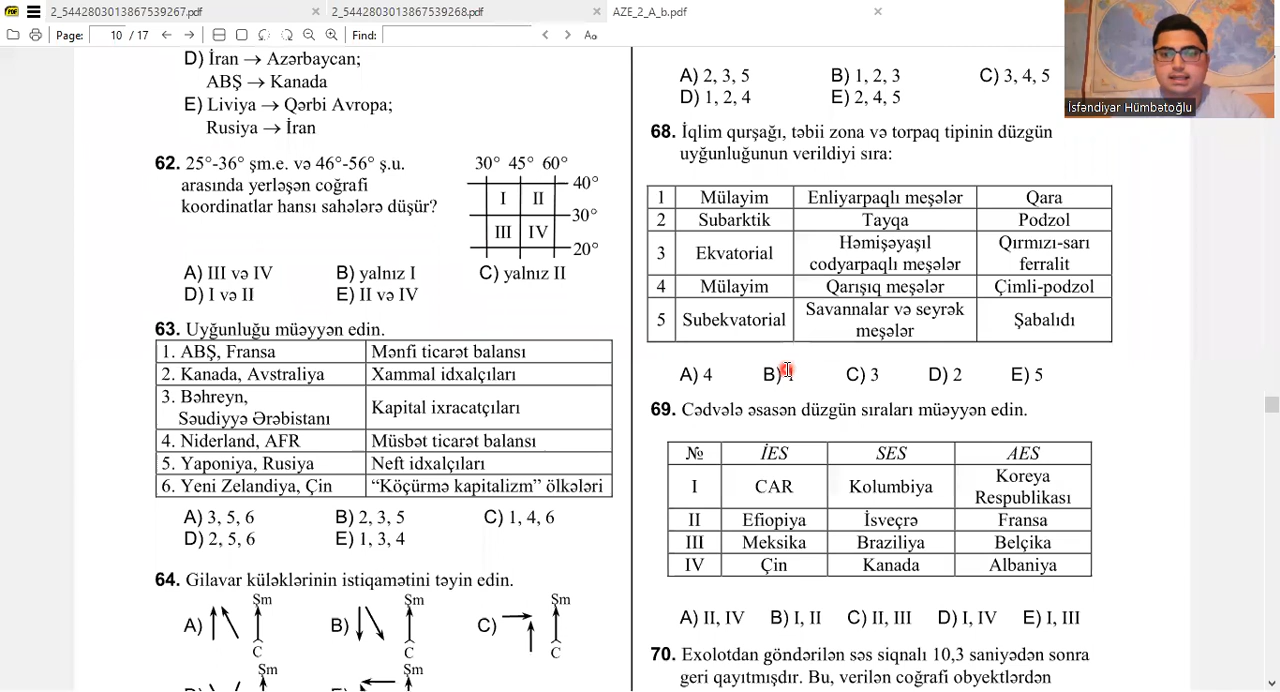 2_5442803013867539267.pdf
2_5442803013867539268.pdf
AZE_2_A_b.pdf
Page: 10 / 17
Find:
Aa
D) İran → Azərbaycan;
ABŞ → Kanada
E) Liviya → Qərbi Avropa;
Rusiya → İran
62. 25°-36° şm.e. və 46°-56° ş.u.
arasında yerləşən coğrafi
koordinatlar hansı sahələrə düşür?
30° 45° 60°
40°
I II
30°
III IV
20°
A) III və IV B) yalnız I C) yalnız II
D) I və II E) II və IV
63. Uyğunluğu müəyyən edin.
1. ABŞ, Fransa Mənfi ticarət balansı
2. Kanada, Avstraliya Xammal idxalçıları
3. Bəhreyn,
Səudiyyə Ərəbistanı Kapital ixracatçıları
4. Niderland, AFR Müsbət ticarət balansı
5. Yaponiya, Rusiya Neft idxalçıları
6. Yeni Zelandiya, Çin “Köçürmə kapitalizm” ölkələri
A) 3, 5, 6 B) 2, 3, 5 C) 1, 4, 6
D) 2, 5, 6 E) 1, 3, 4
64. Gilavar küləklərinin istiqamətini təyin edin.
A) Şm B) Şm C) Şm
C C C
Şm Şm
A) 2, 3, 5 B) 1, 2, 3 C) 3, 4, 5
D) 1, 2, 4 E) 2, 4, 5
68. İqlim qurşağı, təbii zona və torpaq tipinin düzgün
uyğunluğunun verildiyi sıra:
1 Mülayim Enliyarpaqlı meşələr Qara
2 Subarktik Tayqa Podzol
3 Ekvatorial Həmişəyaşıl
codyarpaqlı meşələr Qırmızı-sarı
ferralit
4 Mülayim Qarışıq meşələr Çimli-podzol
5 Subekvatorial Savannalar və seyrək
meşələr Şabalıdı
A) 4 B) C) 3 D) 2 E) 5
69. Cədvələ əsasən düzgün sıraları müəyyən edin.
№ İES SES AES
I CAR Kolumbiya Koreya
Respublikası
II Efiopiya İsveçrə Fransa
III Meksika Braziliya Belçika
IV Çin Kanada Albaniya
A) II, IV B) I, II C) II, III D) I, IV E) I, III
70. Exolotdan göndərilən səs siqnalı 10,3 saniyədən sonra
geri qayıtmışdır. Bu, verilən coğrafi obyektlərdən
İsfəndiyar Hümbətoğlu